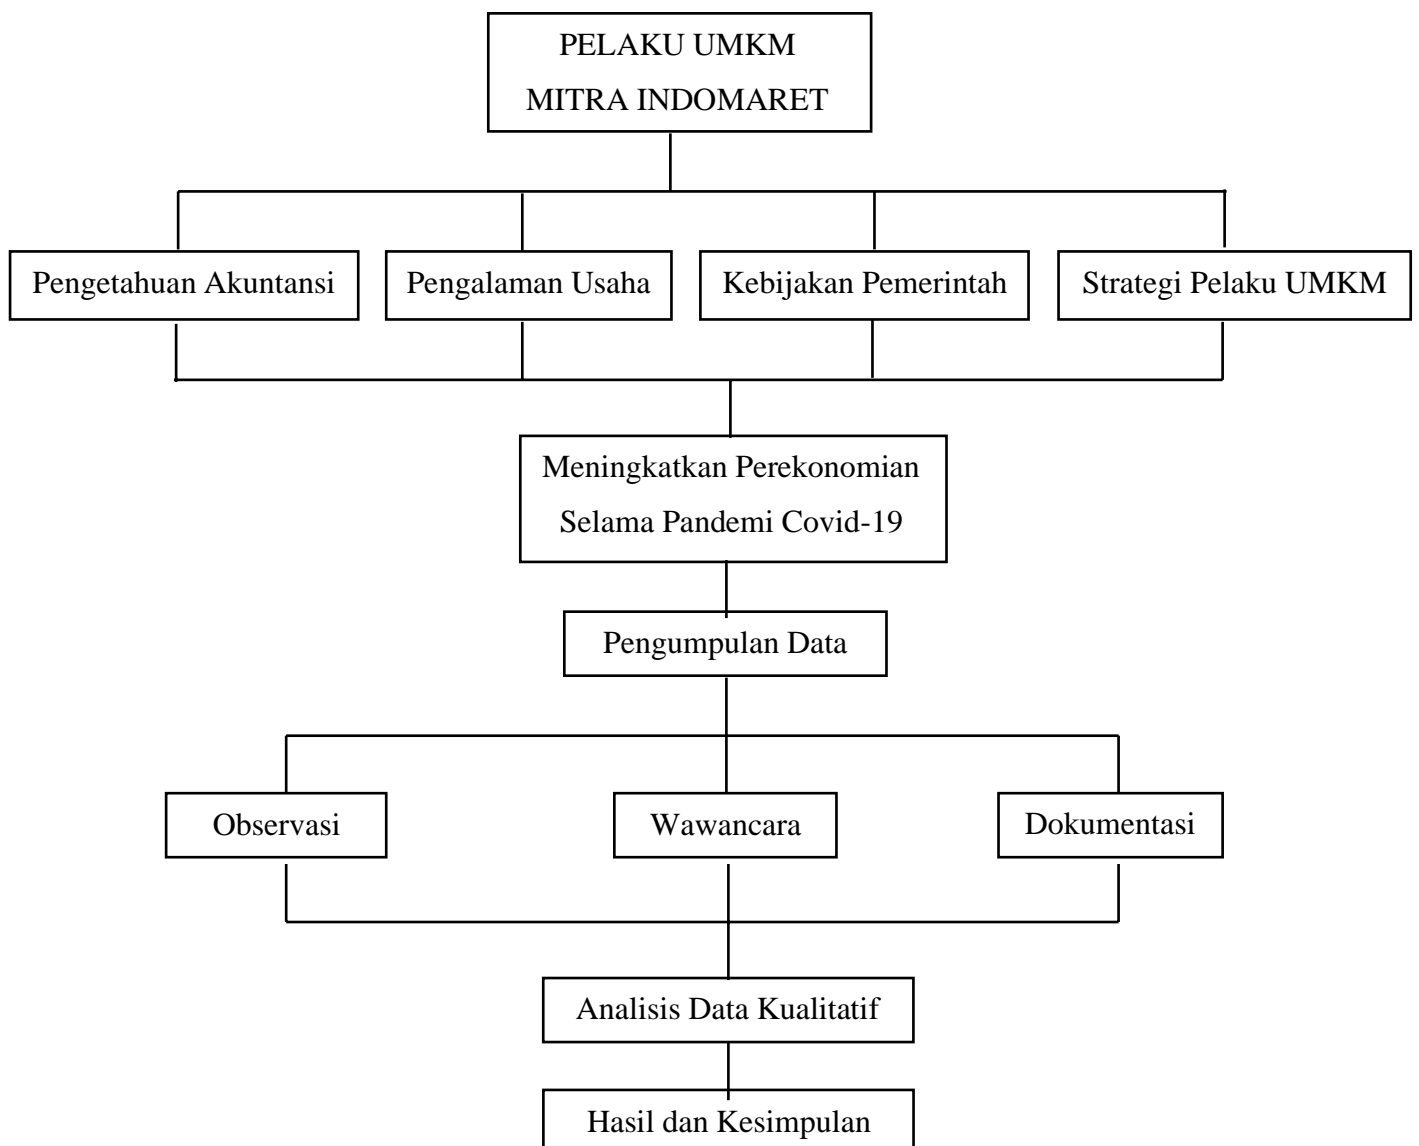 PELAKU UMKM
MITRA INDOMARET
Pengetahuan Akuntansi
Pengalaman Usaha
Kebijakan Pemerintah
Strategi Pelaku UMKM
Meningkatkan Perekonomian
Selama Pandemi Covid-19
Pengumpulan Data
Observasi
Wawancara
Dokumentasi
Analisis Data Kualitatif
Hasil dan Kesimpulan